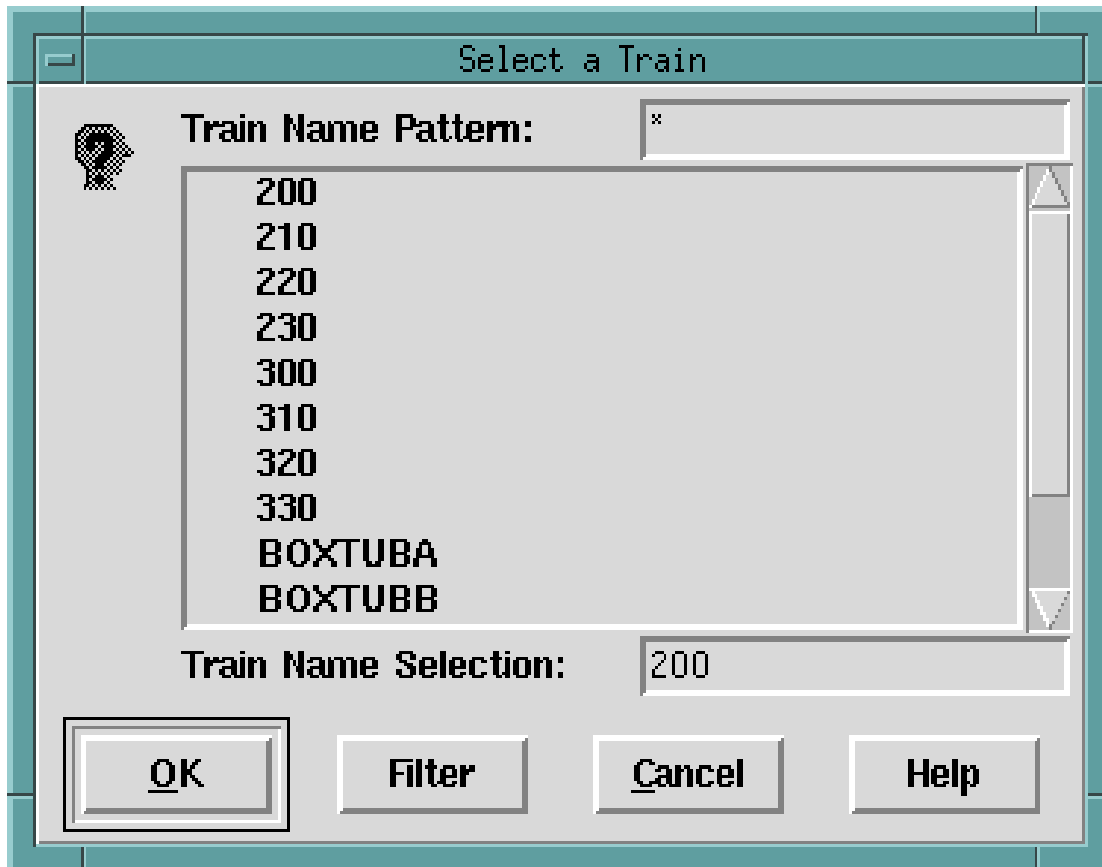 Select a Train
Train Name Pattern: *
200
210
220
230
300
310
320
330
BOXTUBA
BOXTUBB
Train Name Selection: 200
OK Filter Cancel Help